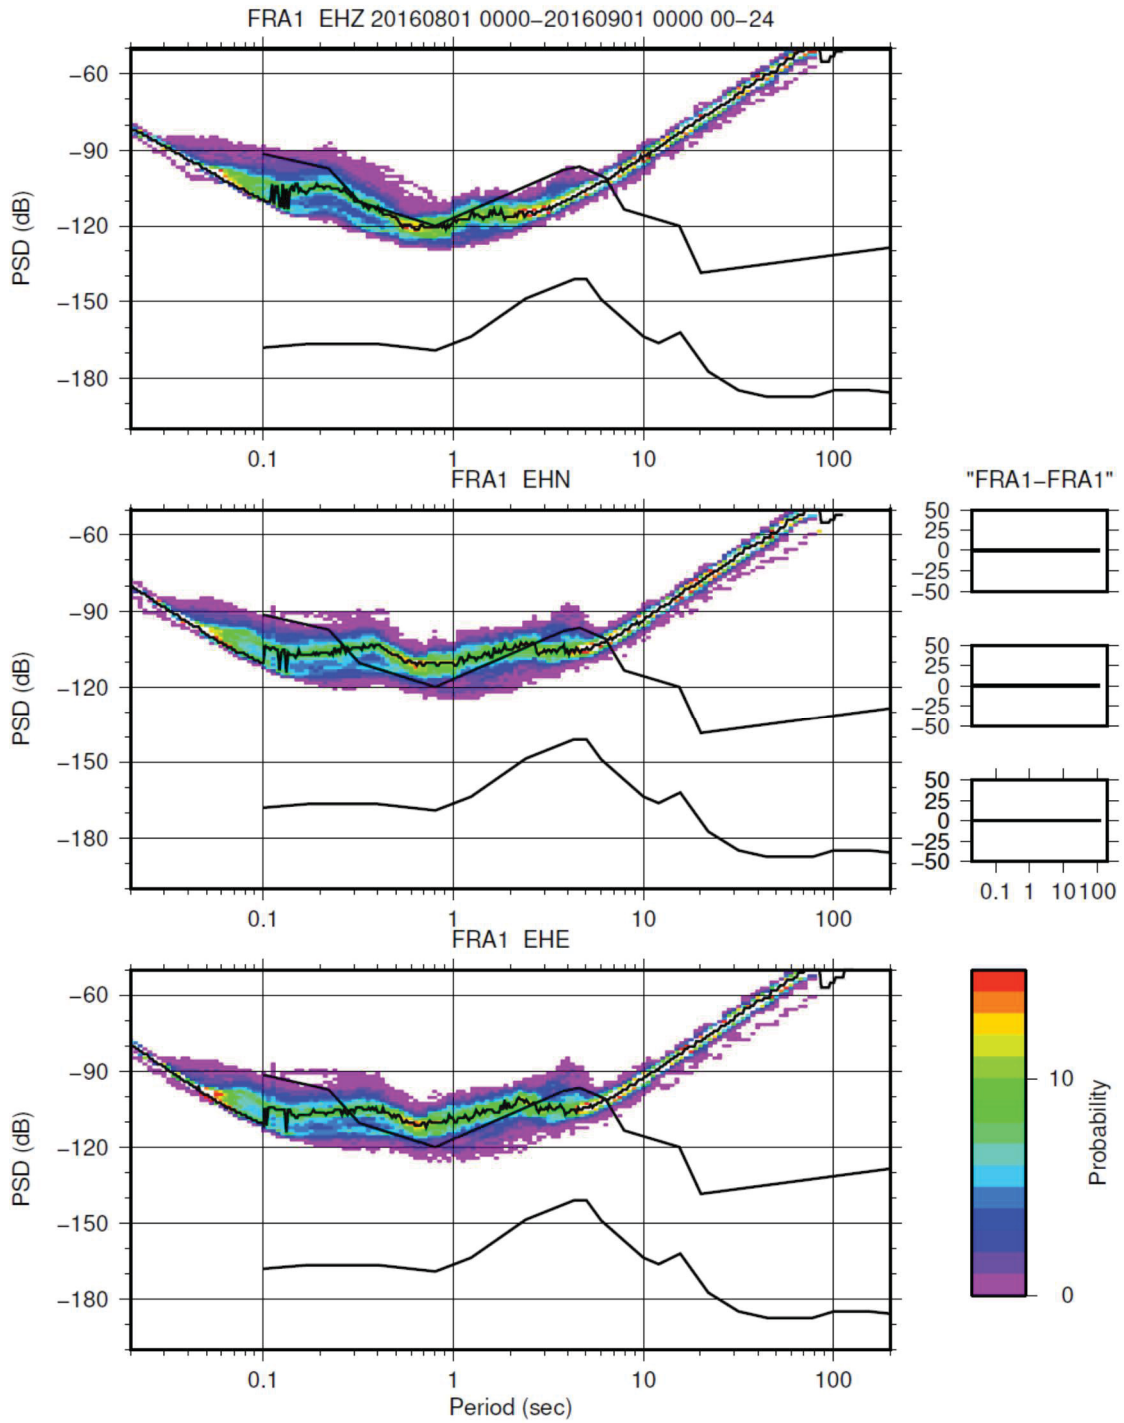 FRA1 EHZ 20160801 0000−20160901 0000 00−24
−60
−90
−120
−150
−180
PSD (dB)
0.1 1 10 100
FRA1 EHN
−60
−90
−120
−150
−180
PSD (dB)
0.1 1 10 100
"FRA1−FRA1"
50
25
0
−25
−50
50
25
0
−25
−50
50
25
0
−25
−50
0.1 1 10 100
FRA1 EHE
−60
−90
−120
−150
−180
PSD (dB)
0.1 1 10 100
Period (sec)
10
0
Probability